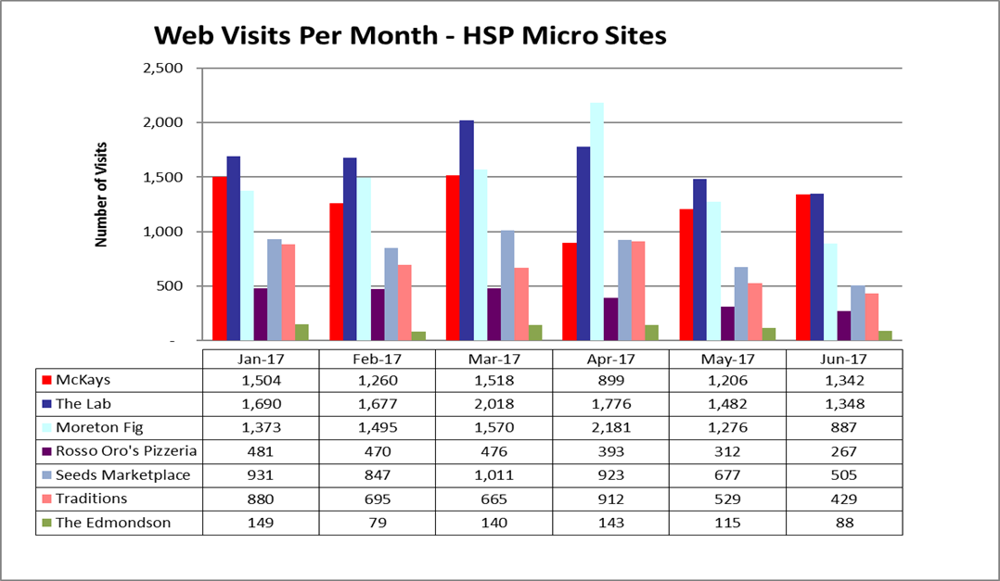 Web Visits Per Month - HSP Micro Sites
Number of Visits
2,500
2,000
1,500
1,000
500
-
Jan-17 Feb-17 Mar-17 Apr-17 May-17 Jun-17
McKays 1,504 1,260 1,518 899 1,206 1,342
The Lab 1,690 1,677 2,018 1,776 1,482 1,348
Moreton Fig 1,373 1,495 1,570 2,181 1,276 887
Rosso Oro's Pizzeria 481 470 476 393 312 267
Seeds Marketplace 931 847 1,011 923 677 505
Traditions 880 695 665 912 529 429
The Edmondson 149 79 140 143 115 88